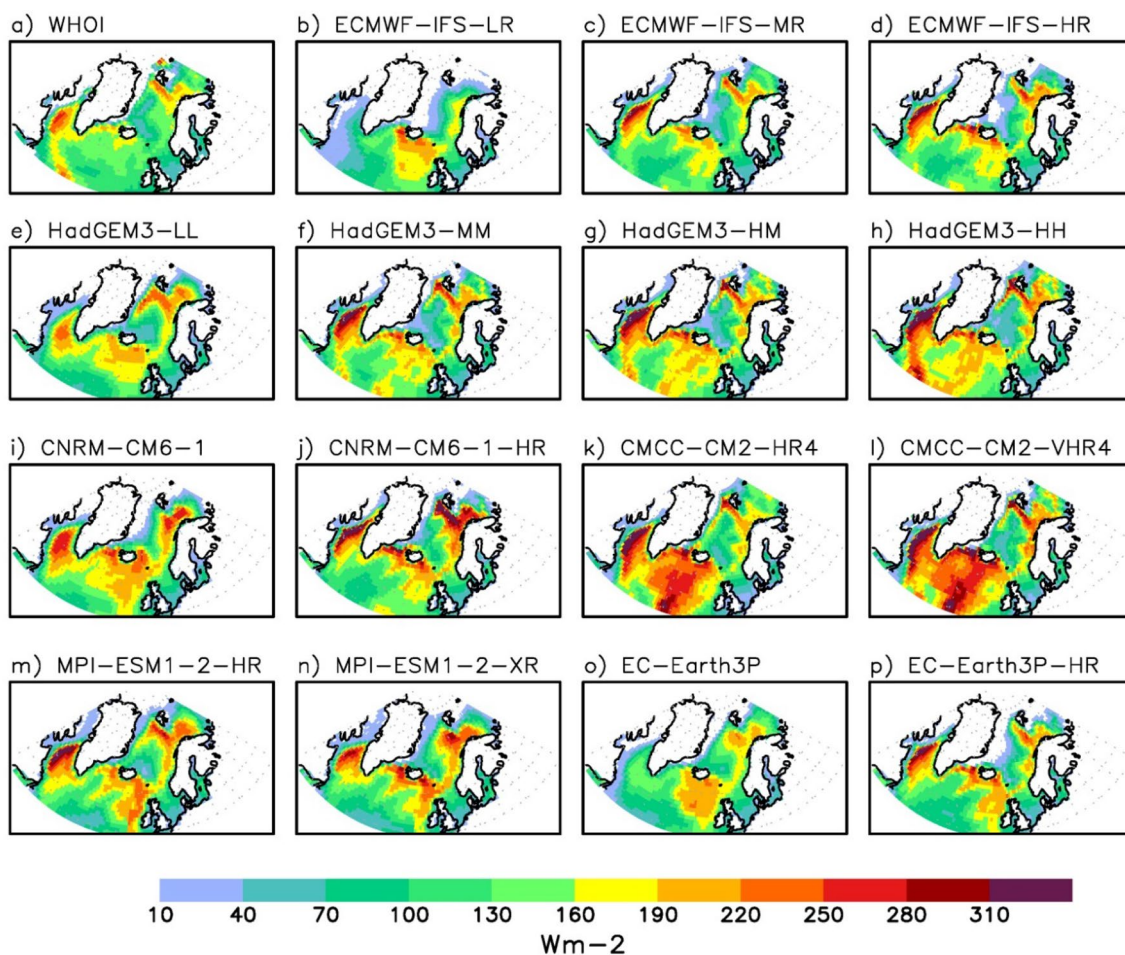 a) WHOI
b) ECMWF-IFS-LR
c) ECMWF-IFS-MR
d) ECMWF-IFS-HR
e) HadGEM3-LL
f) HadGEM3-MM
g) HadGEM3-HM
h) HadGEM3-HH
i) CNRM-CM6-1
j) CNRM-CM6-1-HR
k) CMCC-CM2-HR4
l) CMCC-CM2-VHR4
m) MPI-ESM1-2-HR
n) MPI-ESM1-2-XR
o) EC-Earth3P
p) EC-Earth3P-HR
10 40 70 100 130 160 190 220 250 280 310
Wm-2